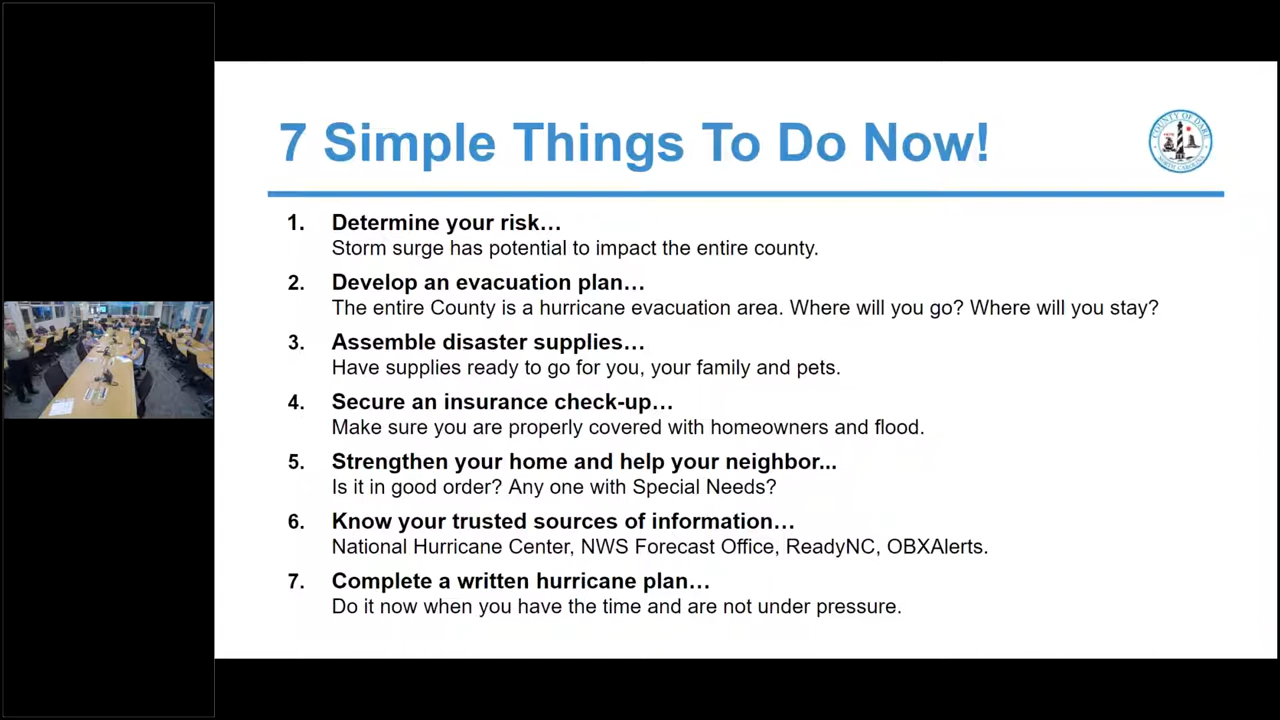 7 Simple Things To Do Now!
COUNTY OF DARE
NORTH CAROLINA
1. Determine your risk…
Storm surge has potential to impact the entire county.
2. Develop an evacuation plan…
The entire County is a hurricane evacuation area. Where will you go? Where will you stay?
3. Assemble disaster supplies…
Have supplies ready to go for you, your family and pets.
4. Secure an insurance check-up…
Make sure you are properly covered with homeowners and flood.
5. Strengthen your home and help your neighbor...
Is it in good order? Any one with Special Needs?
6. Know your trusted sources of information…
National Hurricane Center, NWS Forecast Office, ReadyNC, OBXAlerts.
7. Complete a written hurricane plan…
Do it now when you have the time and are not under pressure.